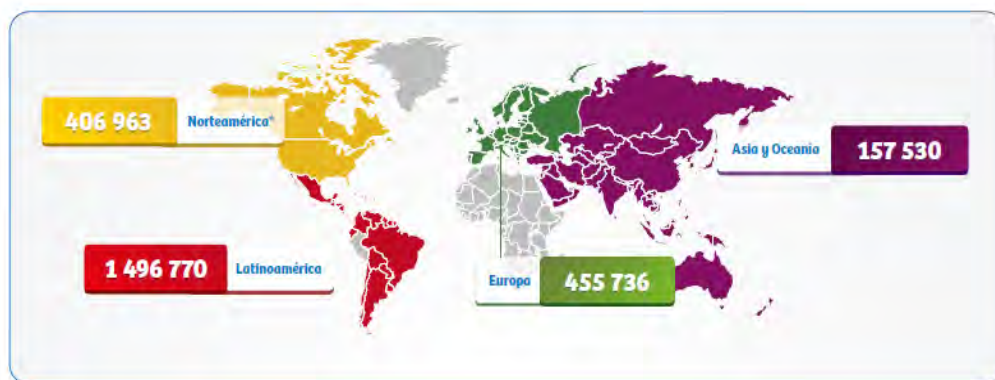 406 963 Norteamérica*
Asia y Oceanía 157 530
1 496 770 Latinoamérica
Europa 455 736